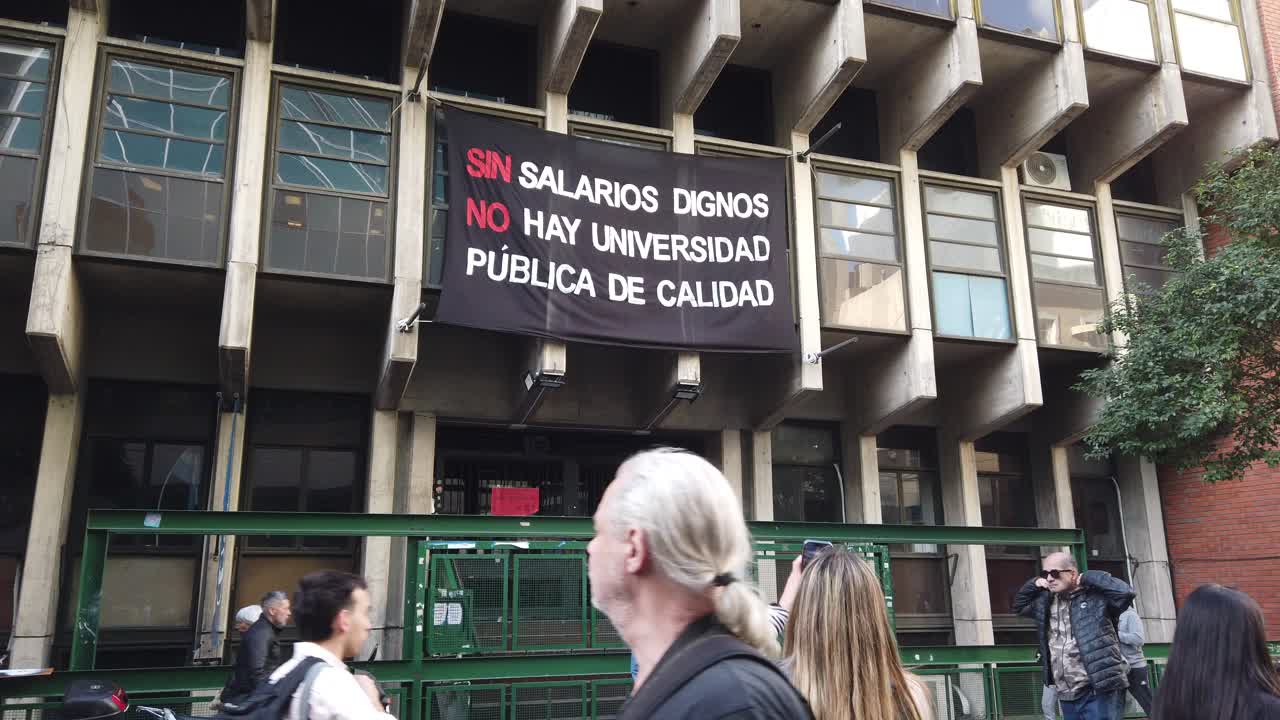 SIN SALARIOS DIGNOS
NO HAY UNIVERSIDAD
PÚBLICA DE CALIDAD